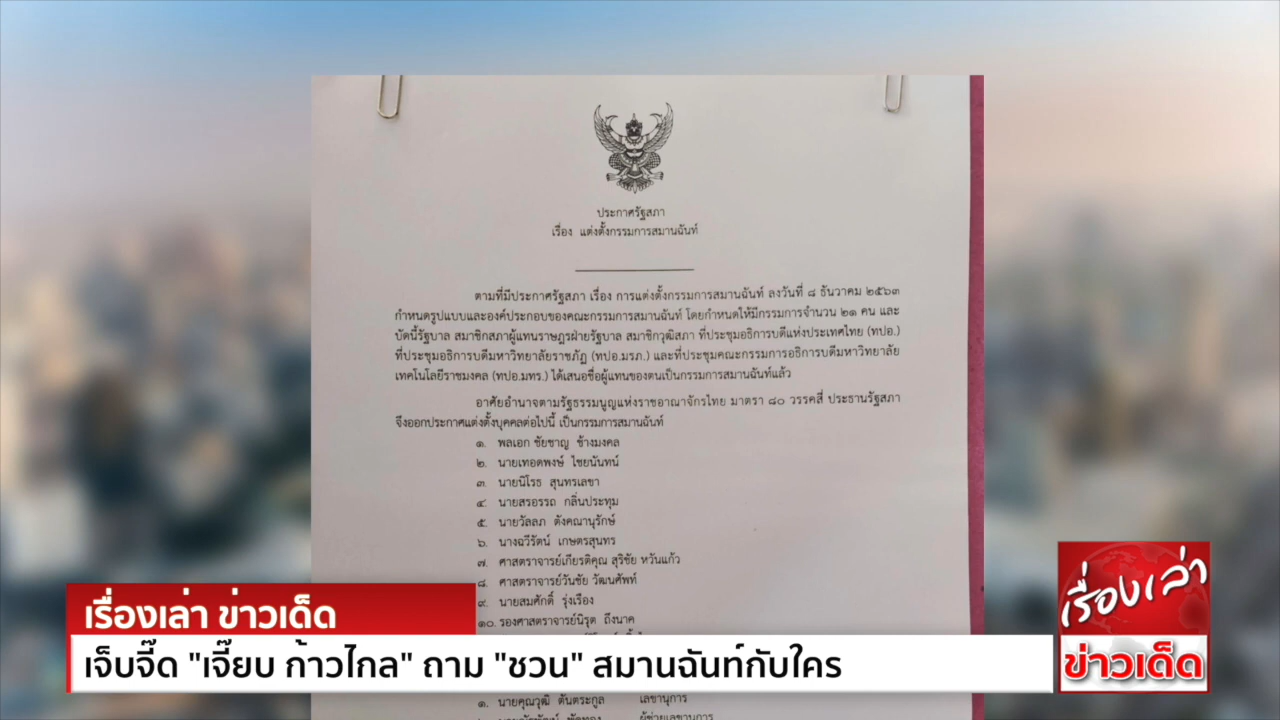 ประกาศรัฐสภา
เรื่อง แต่งตั้งกรรมการสมานฉันท์
ตามที่มีประกาศรัฐสภา เรื่อง การแต่งตั้งกรรมการสมานฉันท์ ลงวันที่ ๘ ธันวาคม ๒๕๖๓
กำหนดรูปแบบและองค์ประกอบของคณะกรรมการสมานฉันท์ โดยกำหนดให้มีกรรมการจำนวน ๒๑ คน และ
บัดนี้รัฐบาล สมาชิกสภาผู้แทนราษฎรฝ่ายรัฐบาล สมาชิกวุฒิสภา ที่ประชุมอธิการบดีแห่งประเทศไทย (ทปอ.)
ที่ประชุมอธิการบดีมหาวิทยาลัยราชภัฏ (ทปอ.มรภ.) และที่ประชุมคณะกรรมการอธิการบดีมหาวิทยาลัย
เทคโนโลยีราชมงคล (ทปอ.มทร.) ได้เสนอชื่อผู้แทนของตนเป็นกรรมการสมานฉันท์แล้ว
อาศัยอำนาจตามรัฐธรรมนูญแห่งราชอาณาจักรไทย มาตรา ๘๐ วรรคสี่ ประธานรัฐสภา
จึงออกประกาศแต่งตั้งบุคคลต่อไปนี้ เป็นกรรมการสมานฉันท์
๑. พลเอก ชัยชาญ ช้างมงคล
๒. นายเทอดพงษ์ ไชยนันทน์
๓. นายนิโรธ สุนทรเลขา
๔. นายสรอรรถ กลิ่นประทุม
๕. นายวัลลภ ตังคณานุรักษ์
๖. นางฉวีรัตน์ เกษตรสุนทร
๗. ศาสตราจารย์เกียรติคุณ สุริชัย หวันแก้ว
๘. ศาสตราจารย์วันชัย วัฒนศัพท์
๙. นายสมศักดิ์ รุ่งเรือง
๑๐. รองศาสตราจารย์นิรุต ถึงนาค
เรื่องเล่า ข่าวเด็ด
เจ็บจี๊ด "เจี๊ยบ ก้าวไกล" ถาม "ชวน" สมานฉันท์กับใคร
เรื่องเล่า
ข่าวเด็ด
๑. นายคุณวุฒิ ตันตระกูล เลขานุการ
ผู้ช่วยเลขานุการ